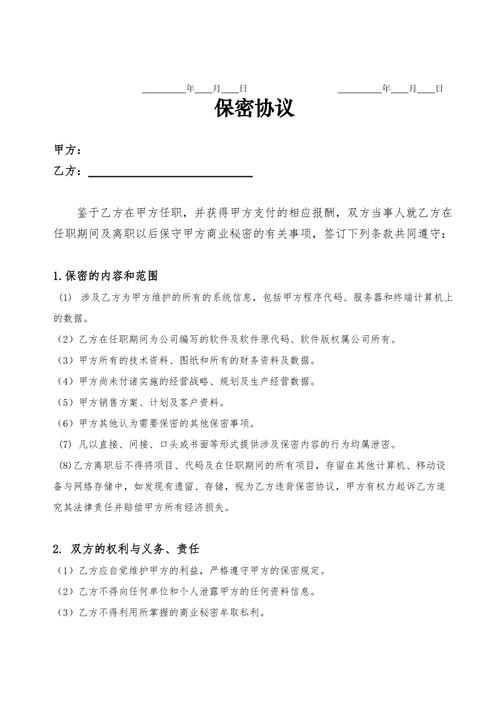 ________年___月___日 ________年___月___日
保密协议
甲方：
乙方：
鉴于乙方在甲方任职，并获得甲方支付的相应报酬，双方当事人就乙方在
任职期间及离职以后保守甲方商业秘密的有关事项，签订下列条款共同遵守：
1.保密的内容和范围
(1) 涉及乙方为甲方维护的所有的系统信息，包括甲方程序代码、服务器和终端计算机上
的数据。
（2）乙方在任职期间为公司编写的软件及软件原代码、软件版权属公司所有。
（3）甲方所有的技术资料、图纸和所有的财务资料及数据。
（4）甲方尚未付诸实施的经营战略、规划及生产经营数据。
（5）甲方销售方案、计划及客户资料。
（6）甲方其他认为需要保密的其他保密事项。
(7) 凡以直接、间接、口头或书面等形式提供涉及保密内容的行为均属泄密。
(8)乙方离职后不得将项目、代码及在任职期间的所有项目，存留在其他计算机、移动设
备与网络存储中，如发现有遗留、存储，视为乙方违背保密协议，甲方有权力起诉乙方追
究其法律责任并赔偿甲方所有经济损失。
2. 双方的权利与义务、责任
（1）乙方应自觉维护甲方的利益，严格遵守甲方的保密规定。
（2）乙方不得向任何单位和个人泄露甲方的任何资料信息。
（3）乙方不得利用所掌握的商业秘密牟取私利。